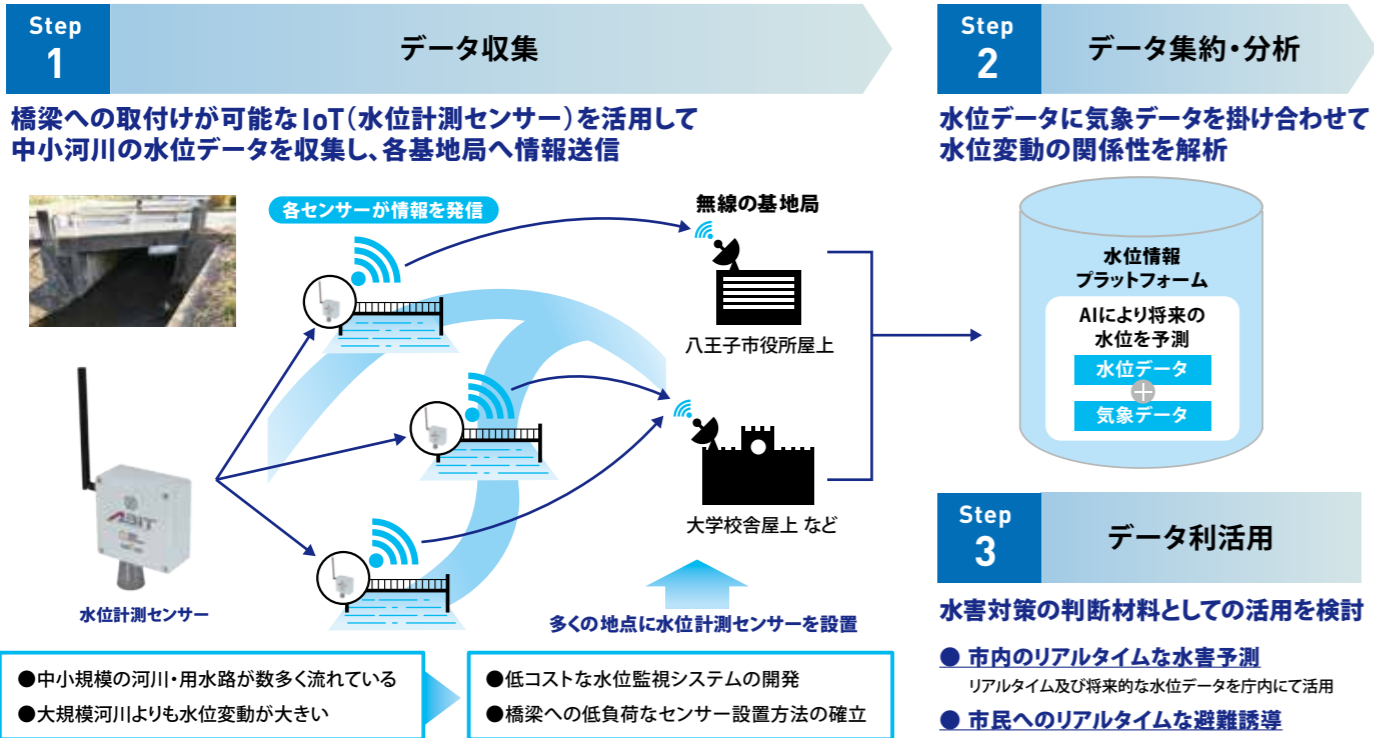 Step
1
データ収集
橋梁への取付けが可能なIoT(水位計測センサー)を活用して
中小河川の水位データを収集し、各基地局へ情報送信
各センサーが情報を発信
無線の基地局
八王子市役所屋上
大学校舎屋上 など
ABIT
水位計測センサー
多くの地点に水位計測センサーを設置
●中小規模の河川・用水路が数多く流れている
●大規模河川よりも水位変動が大きい
●低コストな水位監視システムの開発
●橋梁への低負荷なセンサー設置方法の確立
Step
2
データ集約・分析
水位データに気象データを掛け合わせて
水位変動の関係性を解析
水位情報
プラットフォーム
AIにより将来の
水位を予測
水位データ
+
気象データ
Step
3
データ利活用
水害対策の判断材料としての活用を検討
● 市内のリアルタイムな水害予測
リアルタイム及び将来的な水位データを庁内にて活用
● 市民へのリアルタイムな避難誘導